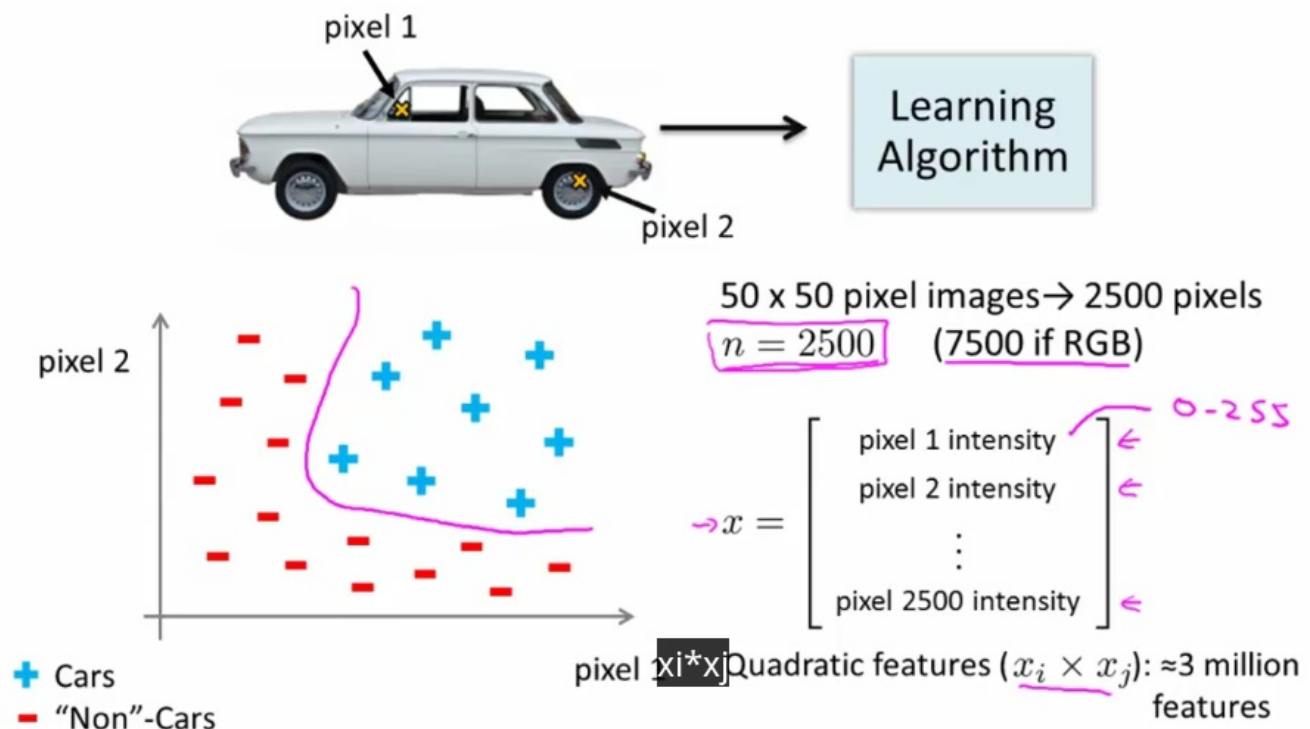 pixel 1
Learning
Algorithm
pixel 2
50 x 50 pixel images→ 2500 pixels
n = 2500 (7500 if RGB)
pixel 2
0-255
pixel 1 intensity
pixel 2 intensity
x =
⋮
pixel 2500 intensity
pixel 1
xi*xj
Quadratic features (xᵢ × xⱼ): ≈3 million
features
Cars
"Non"-Cars